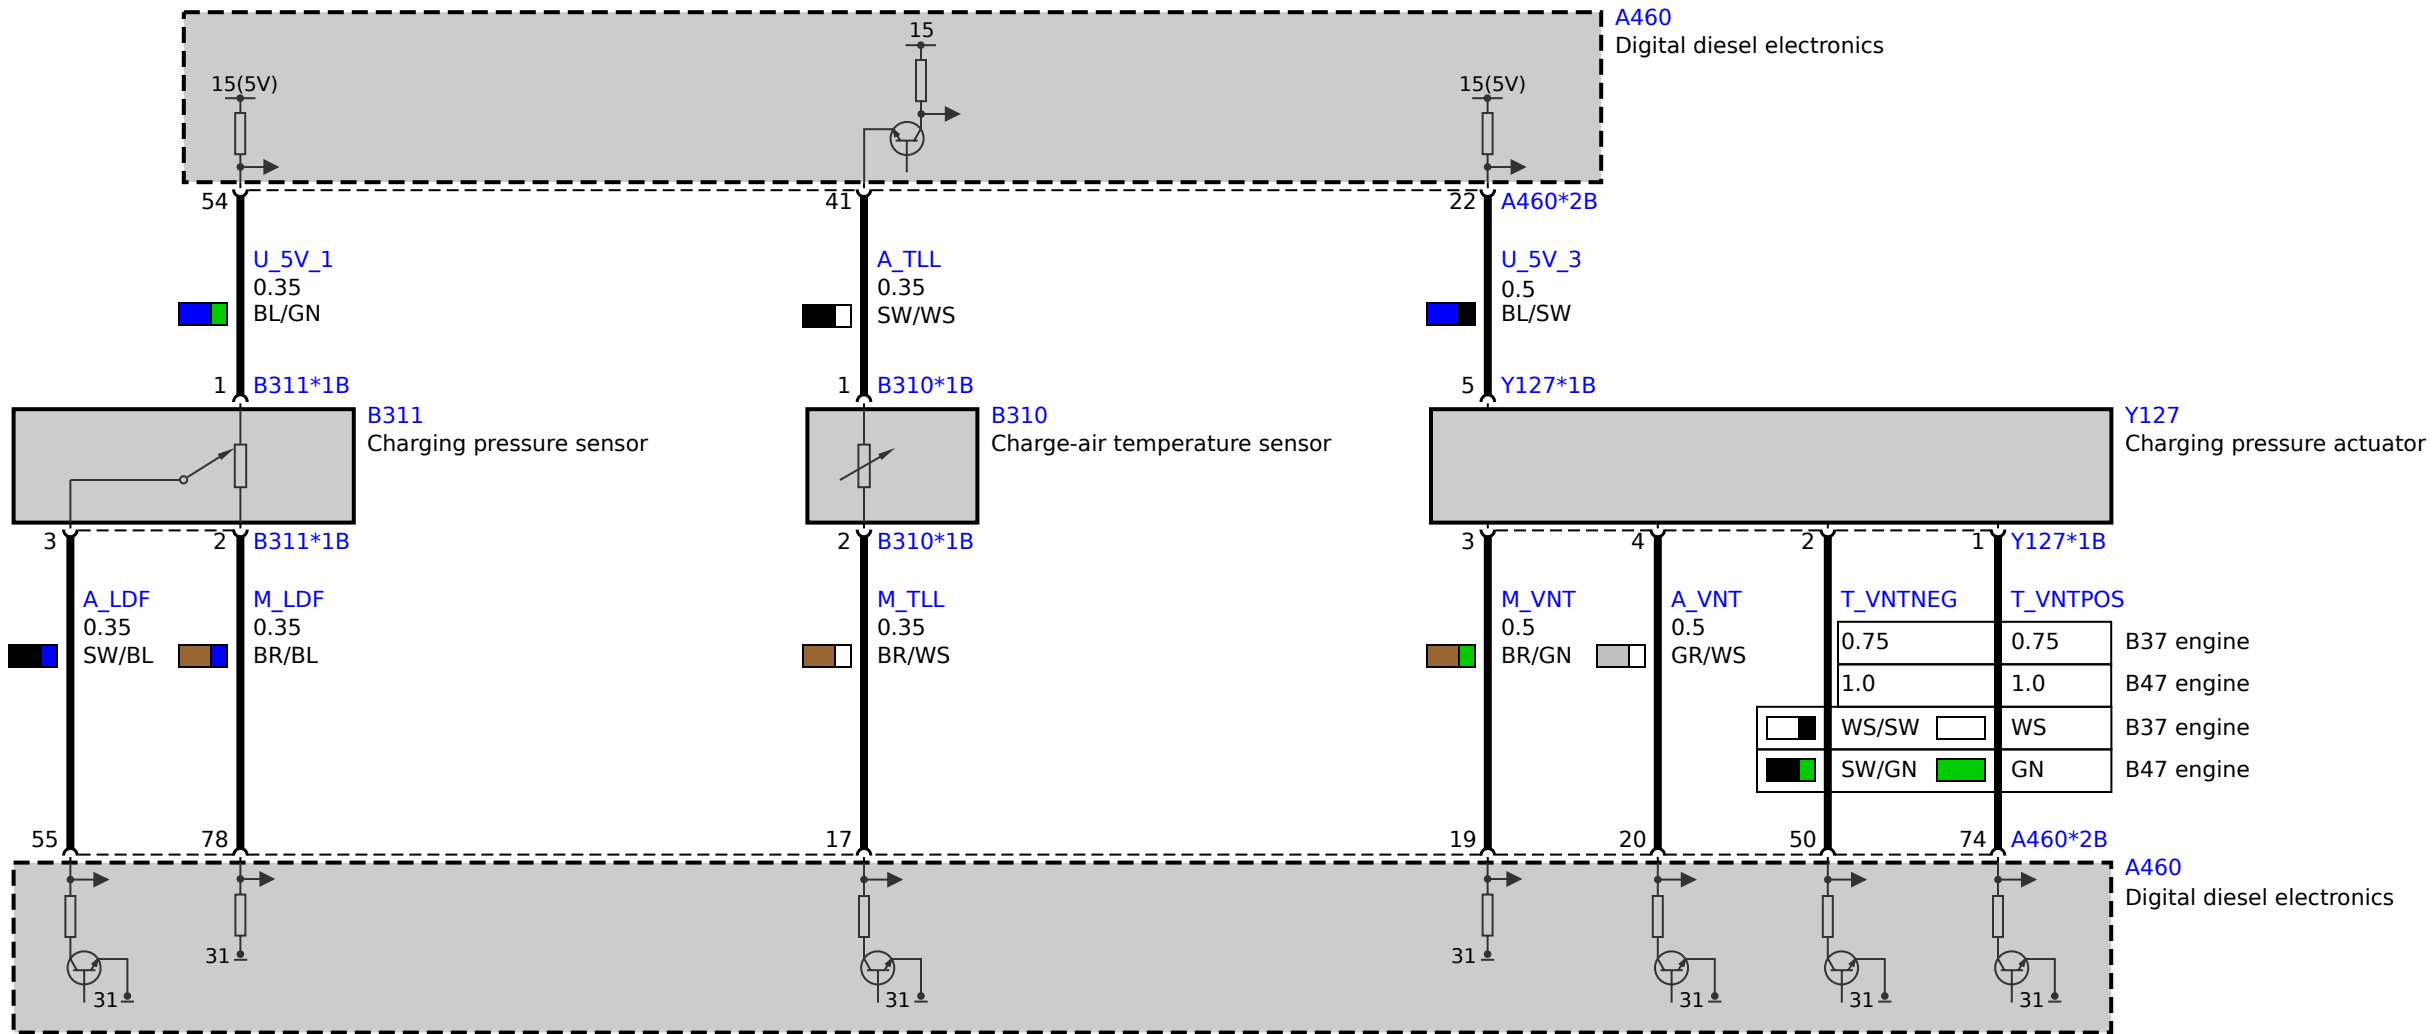 A460
Digital diesel electronics
15
15(5V)
15(5V)
54
41
22
A460*2B
U_5V_1
0.35
BL/GN
A_TLL
0.35
SW/WS
U_5V_3
0.5
BL/SW
1
B311*1B
1
B310*1B
5
Y127*1B
B311
Charging pressure sensor
B310
Charge-air temperature sensor
Y127
Charging pressure actuator
3
2
B311*1B
2
B310*1B
3
4
2
1
Y127*1B
A_LDF
0.35
SW/BL
M_LDF
0.35
BR/BL
M_TLL
0.35
BR/WS
M_VNT
0.5
BR/GN
A_VNT
0.5
GR/WS
T_VNTNEG
T_VNTPOS
0.75
0.75
B37 engine
1.0
1.0
B47 engine
WS/SW
WS
B37 engine
SW/GN
GN
B47 engine
55
78
17
19
20
50
74
A460*2B
A460
Digital diesel electronics
31
31
31
31
31
31
31